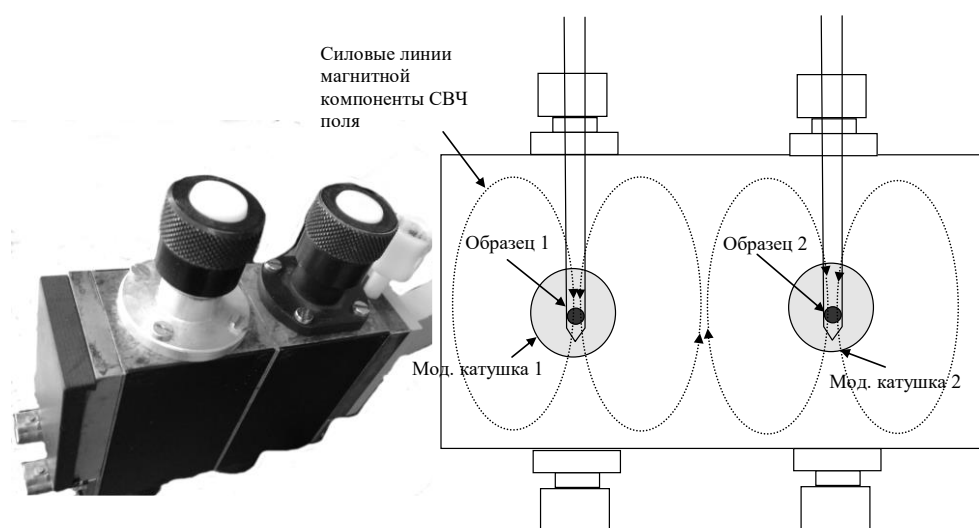 Силовые линии
магнитной
компоненты СВЧ
поля
Образец 1
Образец 2
Мод. катушка 1
Мод. катушка 2